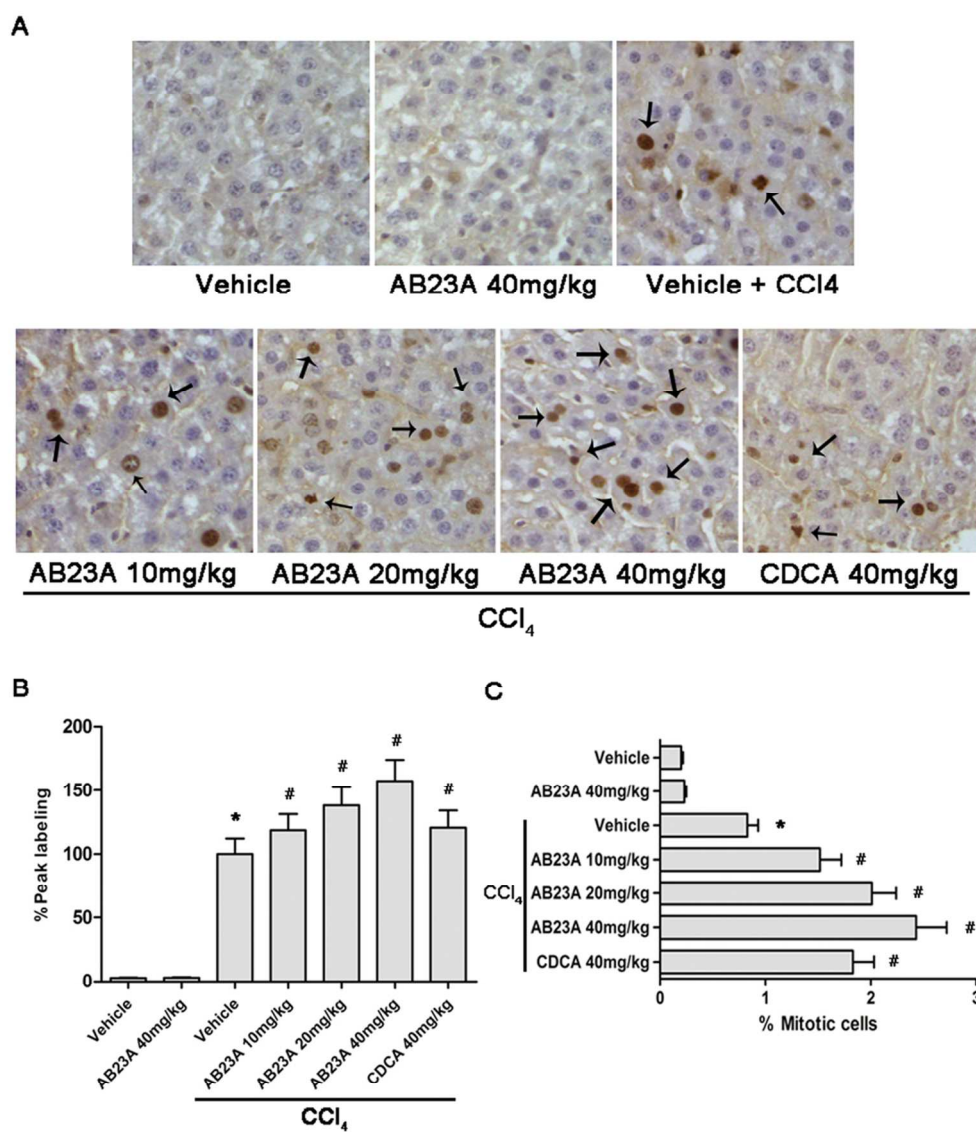 A
Vehicle AB23A 40mg/kg Vehicle + CCl4
AB23A 10mg/kg AB23A 20mg/kg AB23A 40mg/kg CDCA 40mg/kg
CCl4
B
% Peak labeling
200
150
100
50
0
* # # # #
Vehicle
AB23A 40mg/kg
Vehicle
AB23A 10mg/kg
AB23A 20mg/kg
AB23A 40mg/kg
CDCA 40mg/kg
CCl4
C
Vehicle
AB23A 40mg/kg
Vehicle *
AB23A 10mg/kg #
CCl4 AB23A 20mg/kg #
AB23A 40mg/kg #
CDCA 40mg/kg #
0 1 2 3
% Mitotic cells